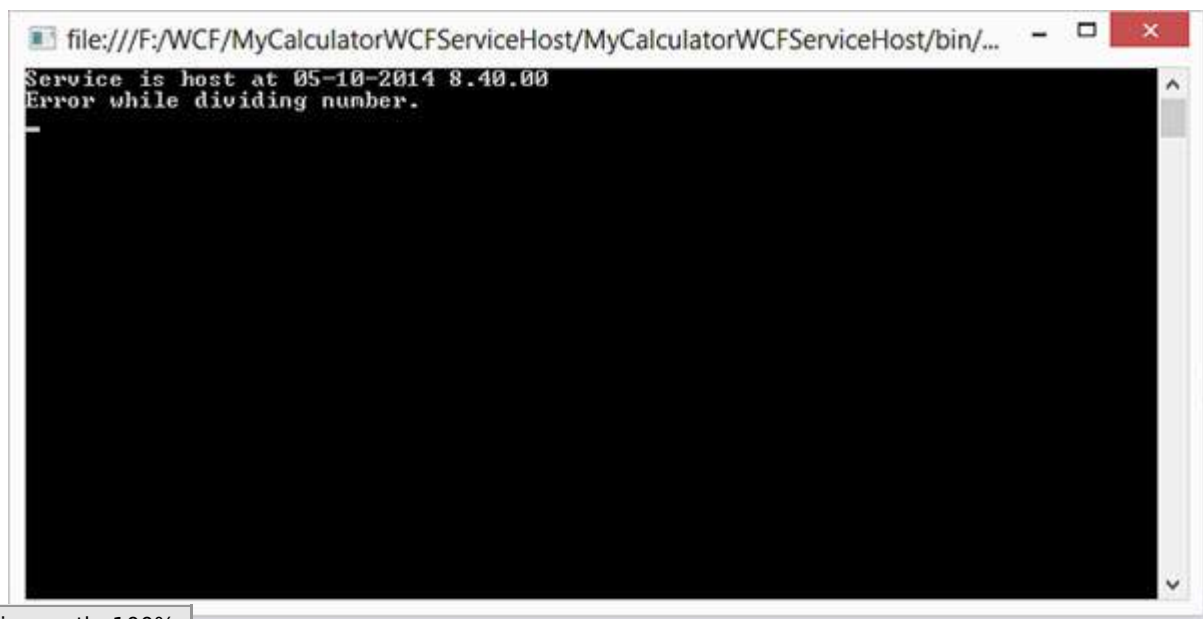 file:///F:/WCF/MyCalculatorWCFServiceHost/MyCalculatorWCFServiceHost/bin/...
Service is host at 05-10-2014 8.40.00
Error while dividing number.
100%